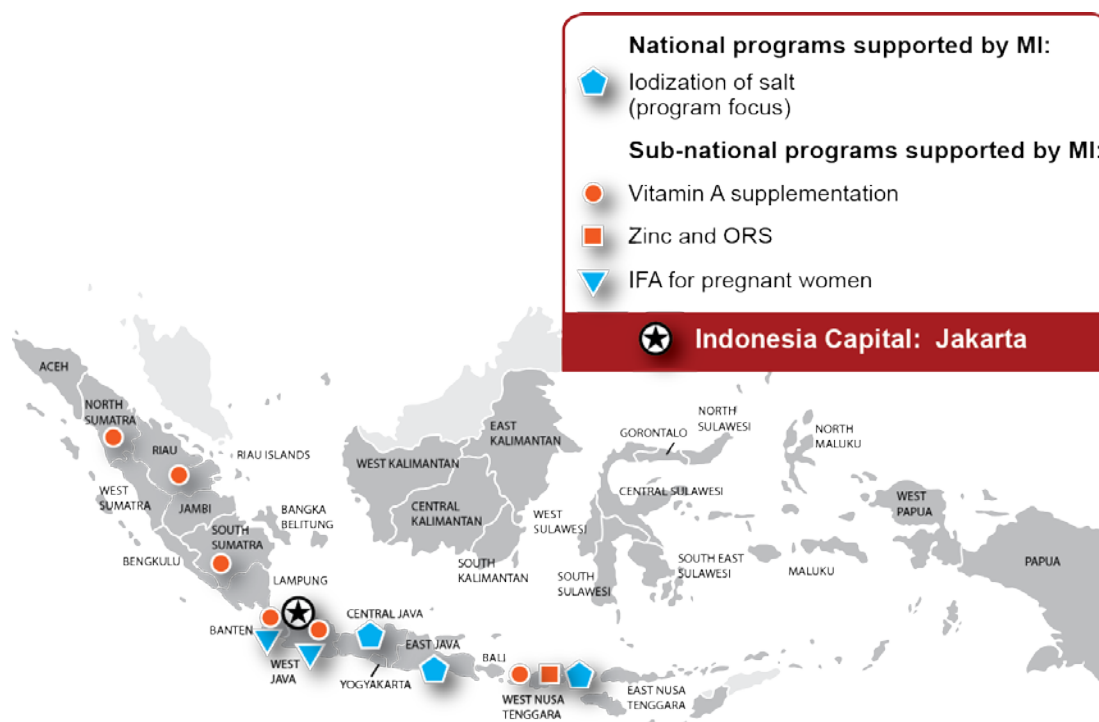 National programs supported by MI:
Iodization of salt
(program focus)
Sub-national programs supported by MI:
Vitamin A supplementation
Zinc and ORS
IFA for pregnant women
Indonesia Capital: Jakarta
ACEH
NORTH
SUMATRA
RIAU
RIAU ISLANDS
WEST
SUMATRA
JAMBI
BANGKA
BELITUNG
SOUTH
SUMATRA
BENGKULU
LAMPUNG
BANTEN
WEST
JAVA
CENTRAL JAVA
YOGYAKARTA
EAST JAVA
BALI
WEST NUSA
TENGGARA
EAST NUSA
TENGGARA
WEST KALIMANTAN
CENTRAL
KALIMANTAN
EAST
KALIMANTAN
SOUTH
KALIMANTAN
GORONTALO
NORTH
SULAWESI
CENTRAL SULAWESI
WEST
SULAWESI
SOUTH
SULAWESI
SOUTH EAST
SULAWESI
NORTH
MALUKU
MALUKU
WEST
PAPUA
PAPUA